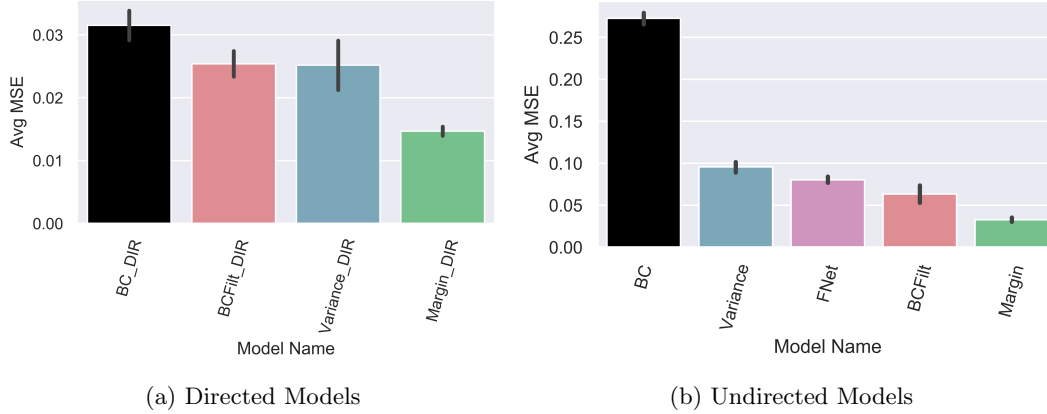 Avg MSE
0.03
0.02
0.01
0.00
BC_DIR
BCFilt_DIR
Variance_DIR
Margin_DIR
Model Name
(a) Directed Models
Avg MSE
0.25
0.20
0.15
0.10
0.05
0.00
BC
Variance
FNet
BCFilt
Margin
Model Name
(b) Undirected Models